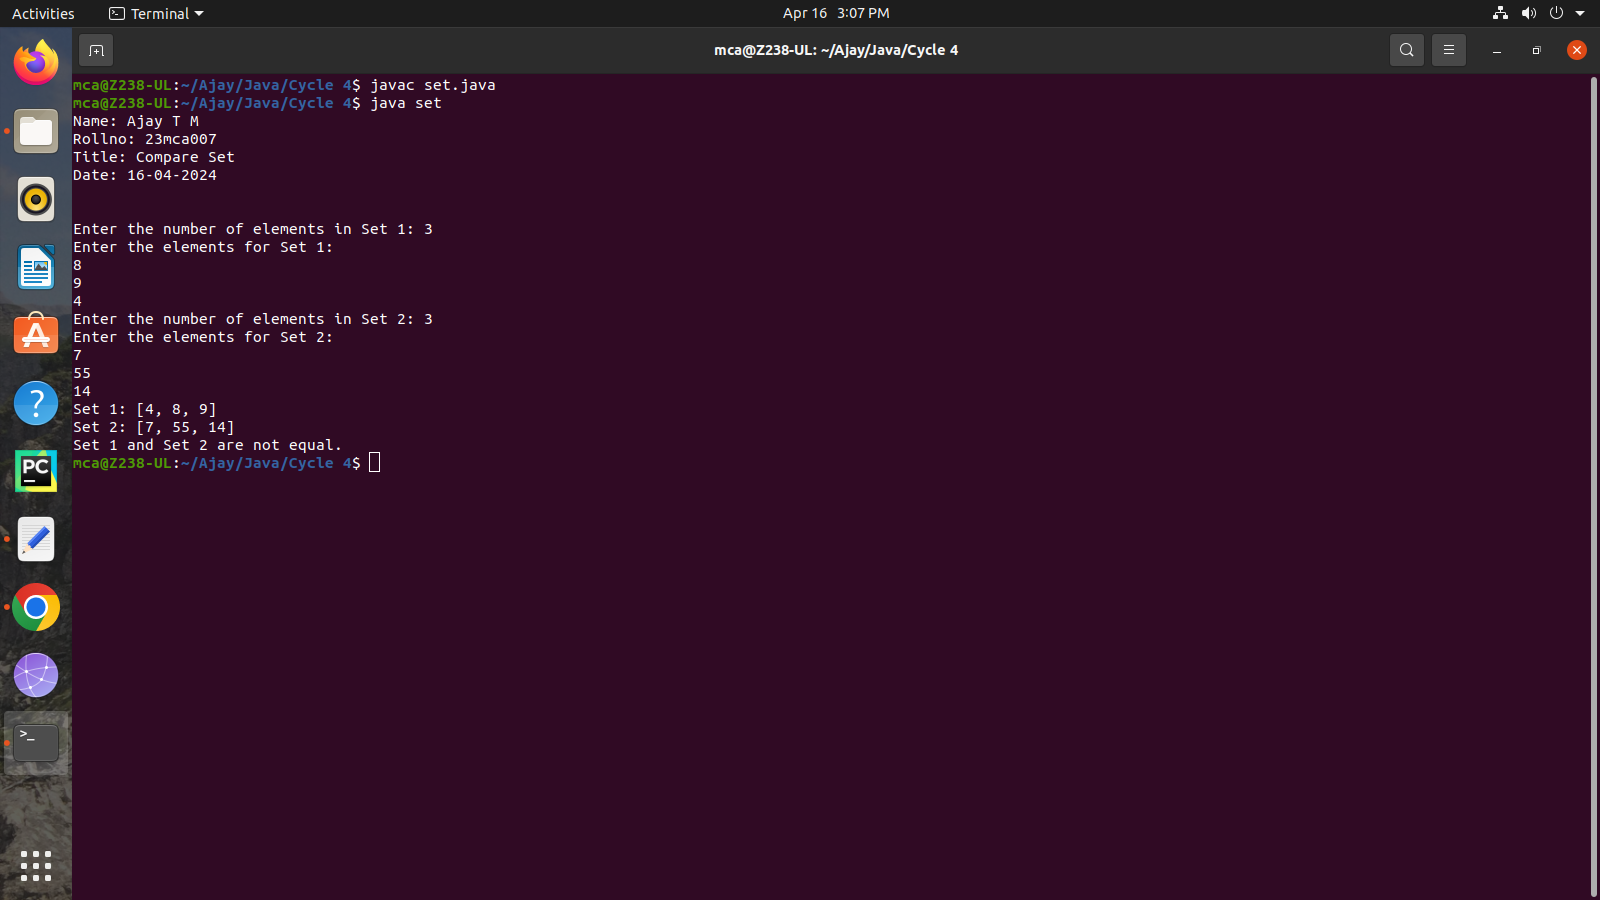 Activities
Terminal
Apr 16 3:07 PM
mca@Z238-UL: ~/Ajay/Java/Cycle 4
mca@Z238-UL:~/Ajay/Java/Cycle 4$ javac set.java
mca@Z238-UL:~/Ajay/Java/Cycle 4$ java set
Name: Ajay T M
Rollno: 23mca007
Title: Compare Set
Date: 16-04-2024
Enter the number of elements in Set 1: 3
Enter the elements for Set 1:
8
9
4
Enter the number of elements in Set 2: 3
Enter the elements for Set 2:
7
55
14
Set 1: [4, 8, 9]
Set 2: [7, 55, 14]
Set 1 and Set 2 are not equal.
mca@Z238-UL:~/Ajay/Java/Cycle 4$
PC
>_